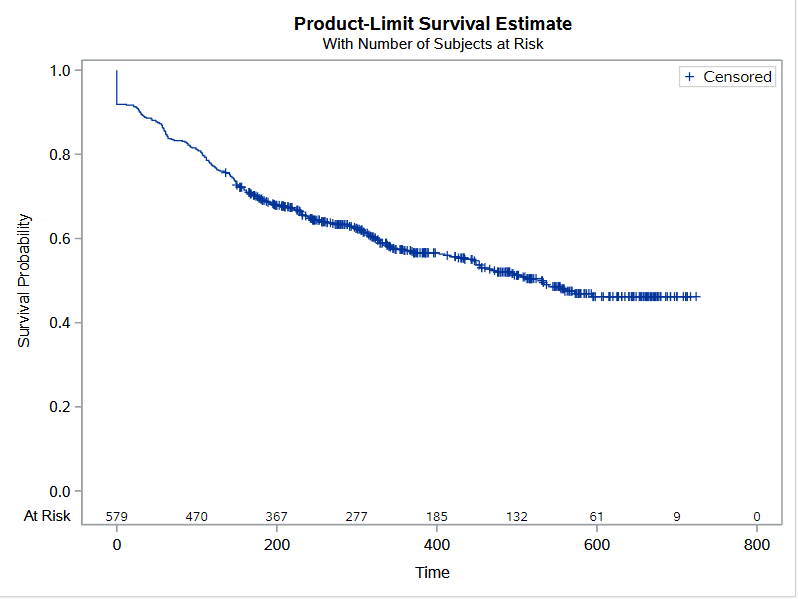 Product-Limit Survival Estimate
With Number of Subjects at Risk
+ Censored
1.0
0.8
0.6
0.4
0.2
0.0
Survival Probability
At Risk 579 470 367 277 185 132 61 9 0
0 200 400 600 800
Time